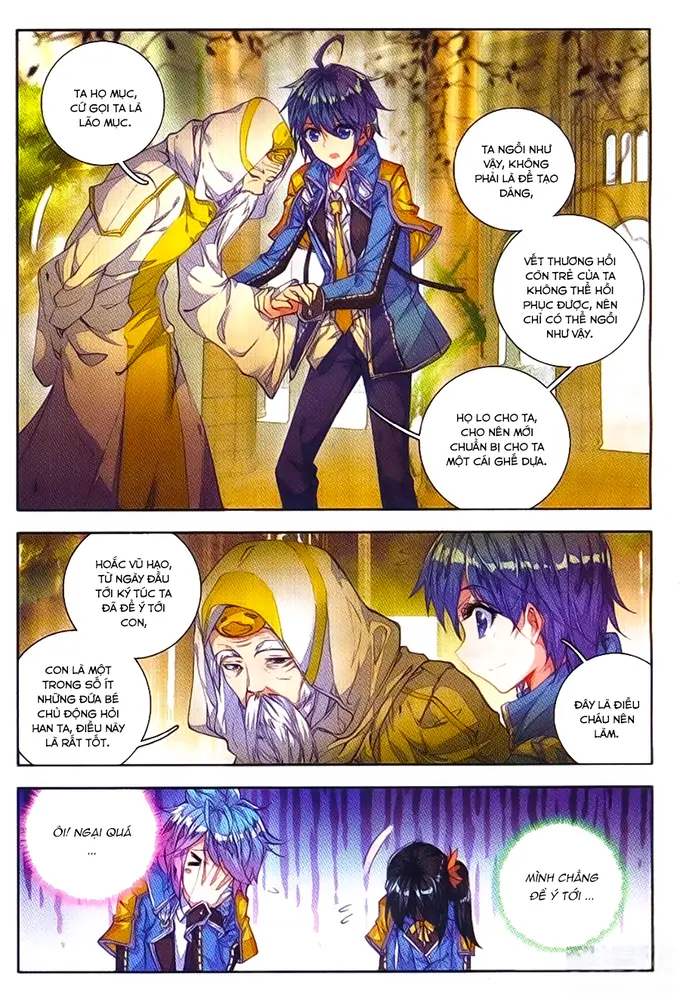 TA HỌ MỤC,
CỨ GỌI TA LÀ
LÃO MỤC.
TA NGỒI NHƯ
VẬY, KHÔNG
PHẢI LÀ ĐỂ TẠO
DÁNG,
VẾT THƯƠNG HỒI
CÒN TRẺ CỦA TA
KHÔNG THỂ HỒI
PHỤC ĐƯỢC, NÊN
CHỈ CÓ THỂ NGỒI
NHƯ VẬY.
HỌ LO CHO TA,
CHO NÊN MỚI
CHUẨN BỊ CHO TA
MỘT CÁI GHẾ DỰA.
HOẮC VŨ HẠO,
TỪ NGÀY ĐẦU
TỚI KÝ TÚC TA
ĐÃ ĐỂ Ý TỚI
CON,
CON LÀ MỘT
TRONG SỐ ÍT
NHỮNG ĐỨA BÉ
CHỦ ĐỘNG HỎI
HAN TA, ĐIỀU NÀY
LÀ RẤT TỐT.
ĐÂY LÀ ĐIỀU
CHÁU NÊN
LÀM.
ÔI! NGẠI QUÁ
...
MÌNH CHẲNG
ĐỂ Ý TỚI ...